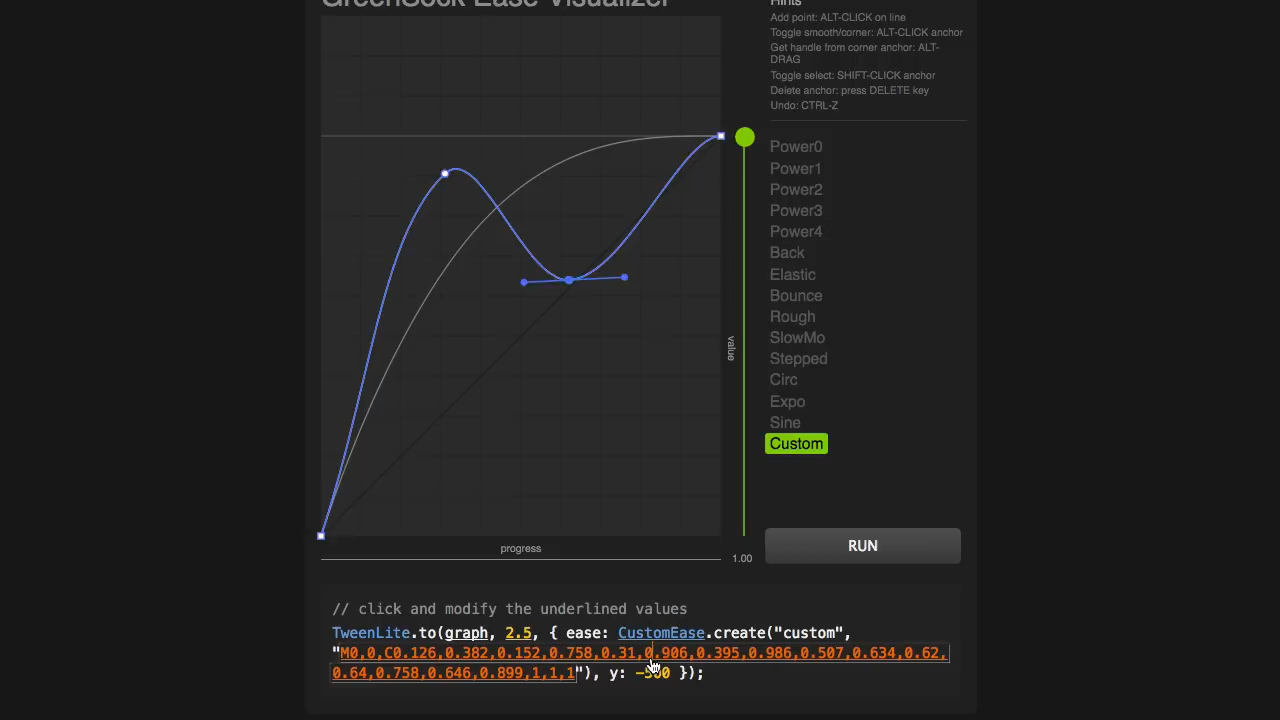 GreenSock Ease Visualizer
Hints
Add point: ALT-CLICK on line
Toggle smooth/corner: ALT-CLICK anchor
Get handle from corner anchor: ALT-
DRAG
Toggle select: SHIFT-CLICK anchor
Delete anchor: press DELETE key
Undo: CTRL-Z
Power0
Power1
Power2
Power3
Power4
Back
Elastic
Bounce
Rough
SlowMo
Stepped
Circ
Expo
Sine
Custom
value
progress
1.00
RUN
// click and modify the underlined values
TweenLite.to(graph, 2.5, { ease: CustomEase.create("custom",
"M0,0,C0.126,0.382,0.152,0.758,0.31,0.906,0.395,0.986,0.507,0.634,0.62,
0.64,0.758,0.646,0.899,1,1,1"), y: -500 });